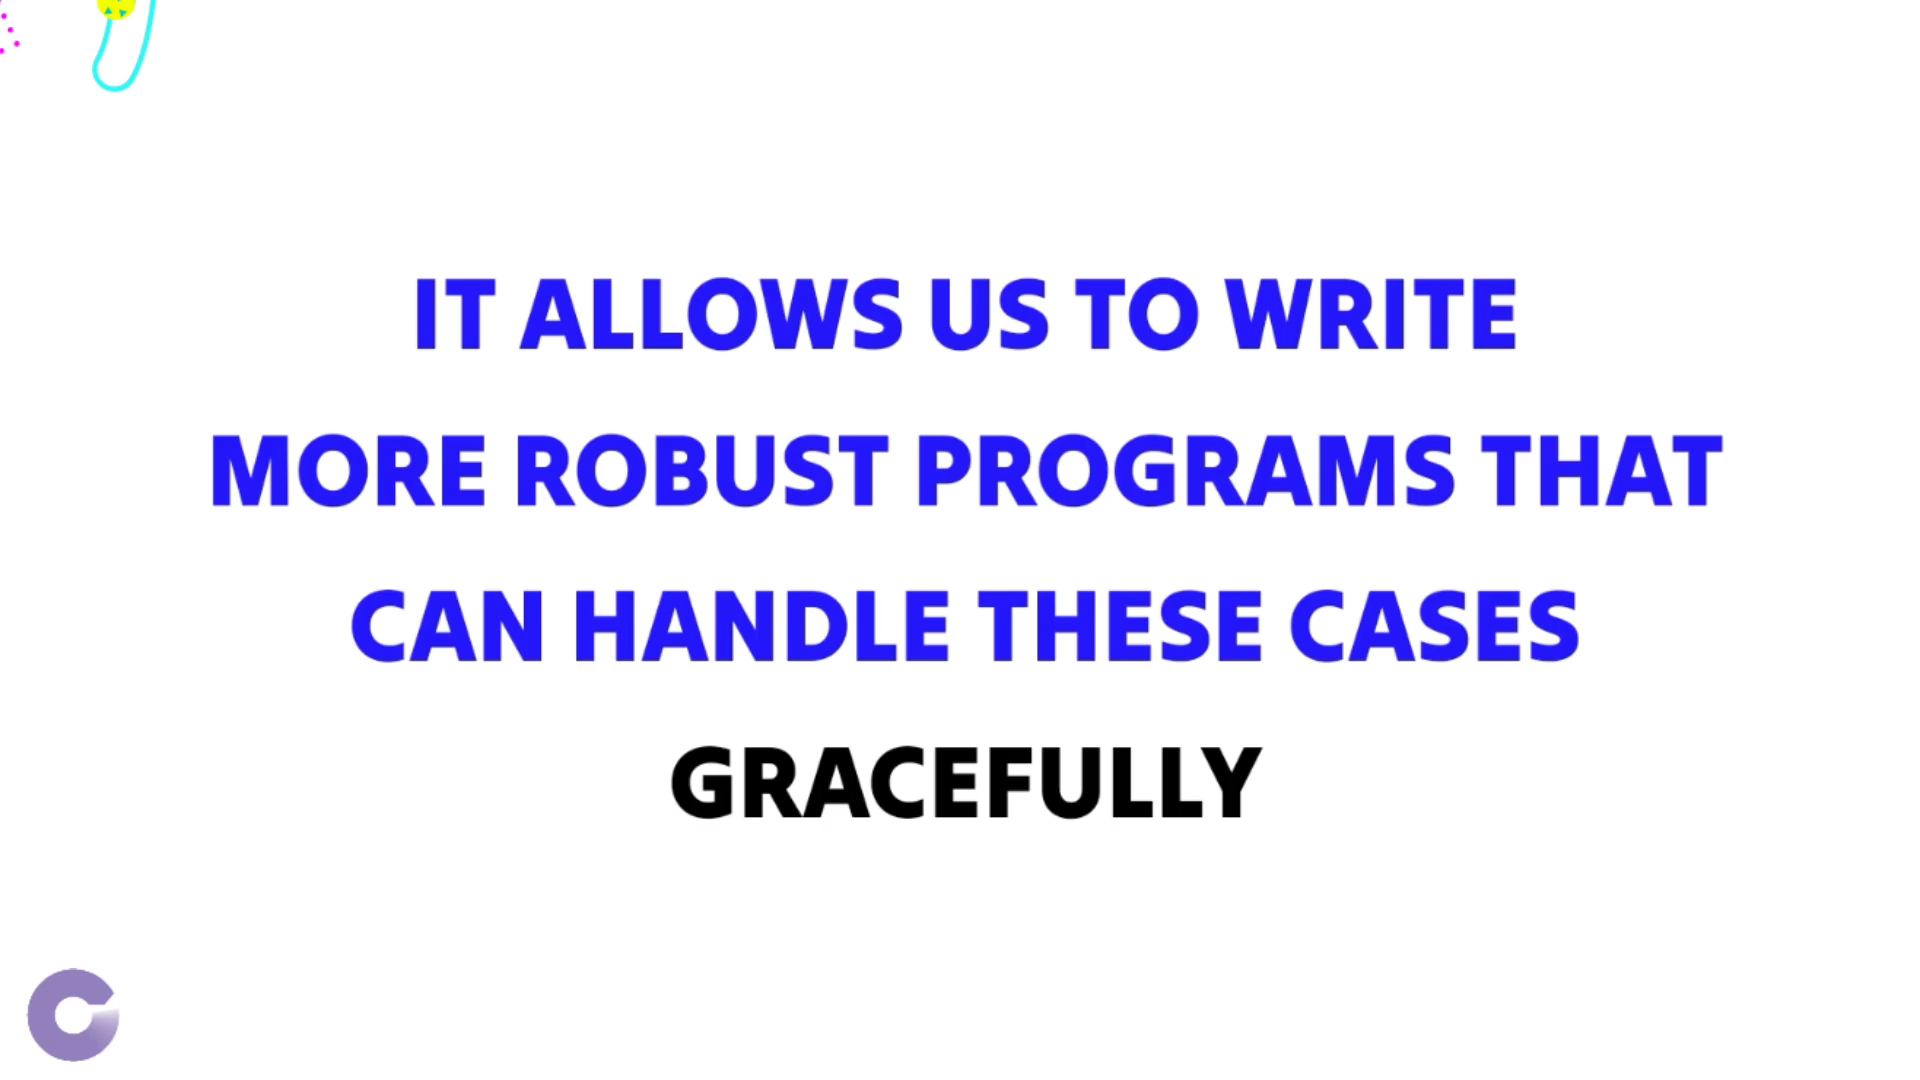 IT ALLOWS US TO WRITE
MORE ROBUST PROGRAMS THAT
CAN HANDLE THESE CASES
GRACEFULLY